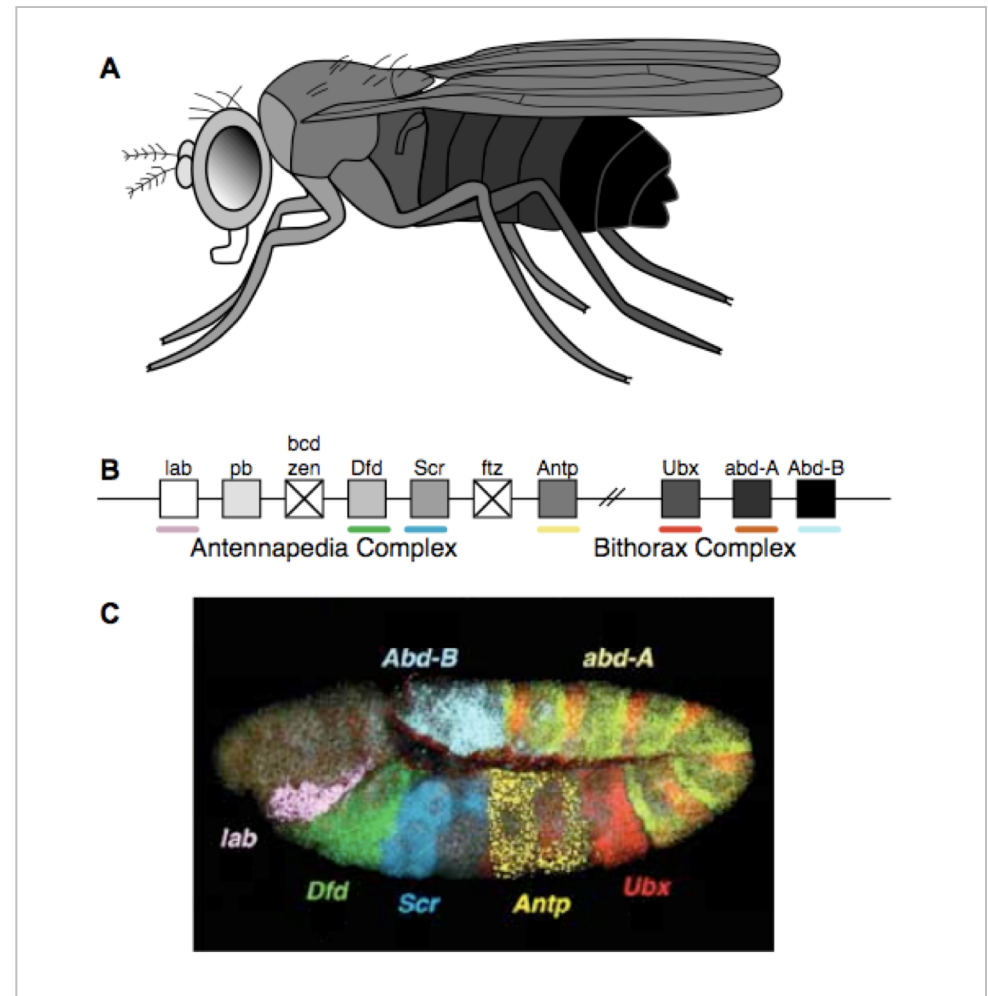 A
B
bcd
lab pb zen Dfd Scr ftz Antp Ubx abd-A Abd-B
Antennapedia Complex Bithorax Complex
C
Abd-B abd-A
lab
Dfd Scr Antp Ubx